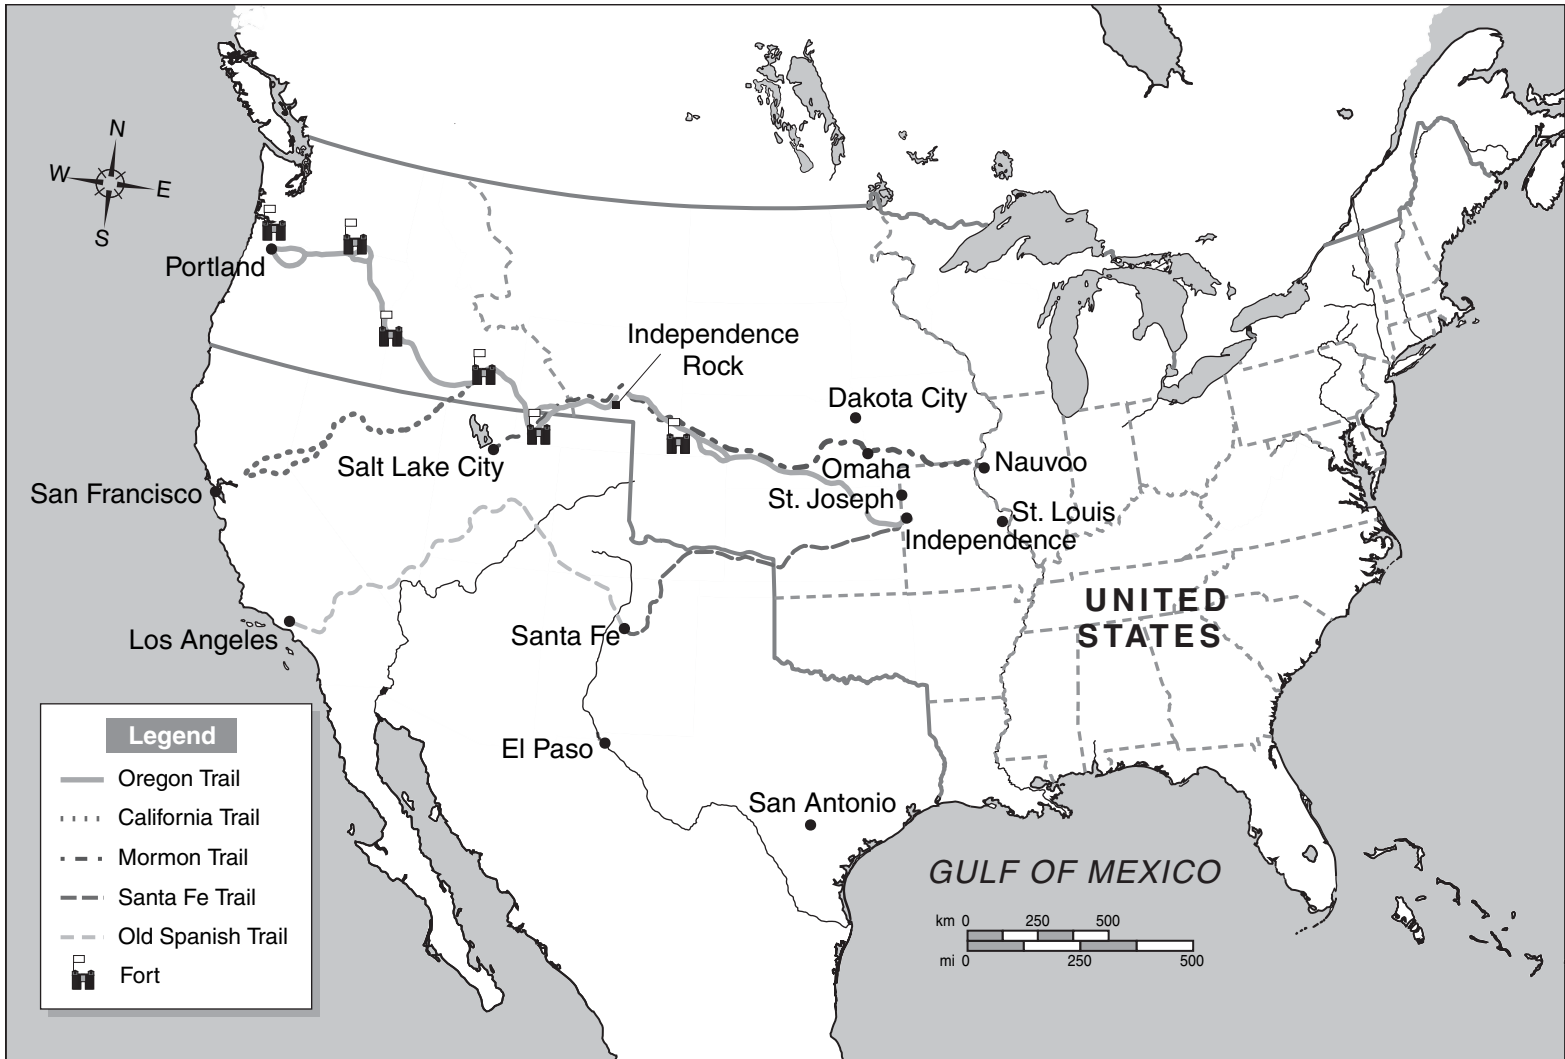 N
W
E
S
Portland
Independence
Rock
Dakota City
Salt Lake City
Omaha
Nauvoo
San Francisco
St. Joseph
St. Louis
Independence
UNITED
STATES
Los Angeles
Santa Fe
El Paso
San Antonio
GULF OF MEXICO
km 0 250 500
mi 0 250 500
Legend
Oregon Trail
California Trail
Mormon Trail
Santa Fe Trail
Old Spanish Trail
Fort